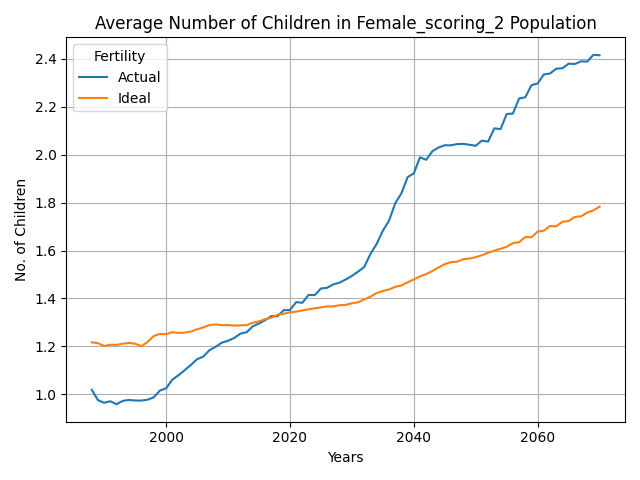 Average Number of Children in Female_scoring_2 Population
Fertility
Actual
Ideal
No. of Children
2.4
2.2
2.0
1.8
1.6
1.4
1.2
1.0
2000 2020 2040 2060
Years